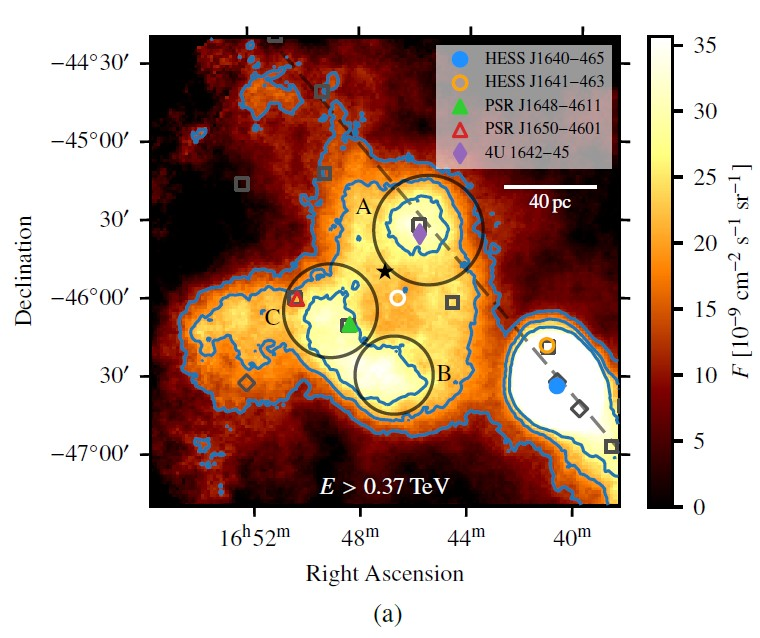 −44°30′
−45°00′
30′
−46°00′
30′
−47°00′
Declination
HESS J1640−465
HESS J1641−463
PSR J1648−4611
PSR J1650−4601
4U 1642−45
40 pc
A
C
B
E > 0.37 TeV
16ʰ52ᵐ
48ᵐ
44ᵐ
40ᵐ
Right Ascension
35
30
25
20
15
10
5
0
F [10⁻⁹ cm⁻² s⁻¹ sr⁻¹]
(a)